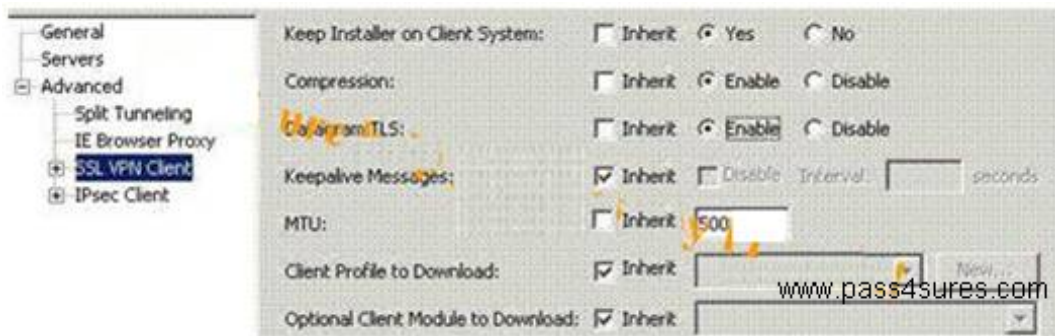 General
Servers
Advanced
Split Tunneling
IE Browser Proxy
SSL VPN Client
IPsec Client
Keep Installer on Client System: Inherit Yes No
Compression: Inherit Enable Disable
Datagram TLS: Inherit Enable Disable
Keepalive Messages: Inherit Disable Interval: seconds
MTU: Inherit 500
Client Profile to Download: Inherit New...
www.pass4sures.com
Optional Client Module to Download: Inherit